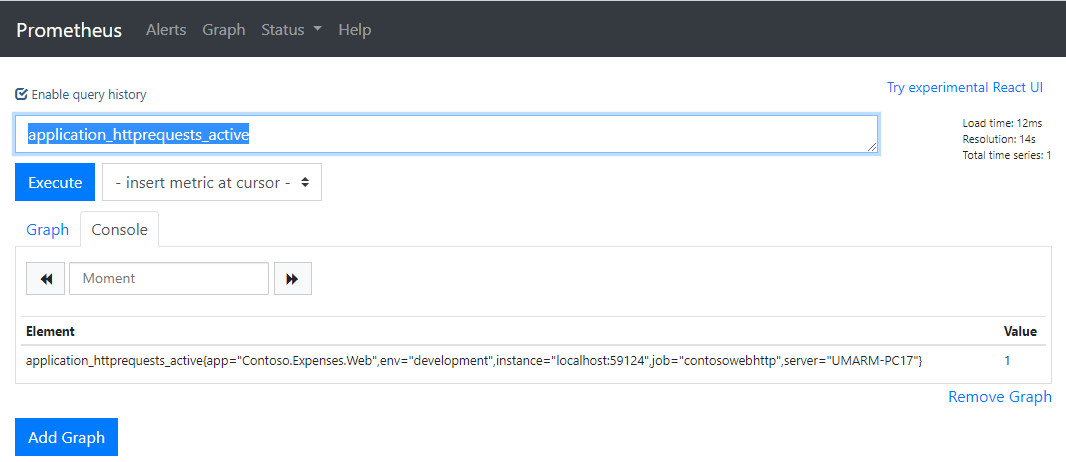 Prometheus Alerts Graph Status Help
Enable query history
Try experimental React UI
application_httprequests_active
Load time: 12ms
Resolution: 14s
Total time series: 1
Execute
- insert metric at cursor -
Graph Console
Moment
Element Value
application_httprequests_active{app="Contoso.Expenses.Web",env="development",instance="localhost:59124",job="contosowebhttp",server="UMARM-PC17"} 1
Remove Graph
Add Graph